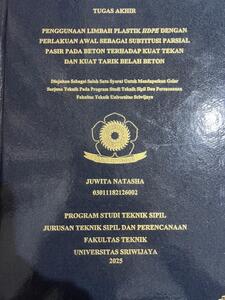 TUGAS AKHIR
PENGGUNAAN LIMBAH PLASTIK HDPE DENGAN
PERLAKUAN AWAL SEBAGAI SUBTITUSI PARSIAL
PASIR PADA BETON TERHADAP KUAT TEKAN
DAN KUAT TARIK BELAH BETON
Diajukan Sebagai Salah Satu Syarat Untuk Mendapatkan Gelar
Sarjana Teknik Pada Program Studi Teknik Sipil Dan Perencanaan
Fakultas Teknik Universitas Sriwijaya
JUWITA NATASHA
03011182126002
PROGRAM STUDI TEKNIK SIPIL
JURUSAN TEKNIK SIPIL DAN PERENCANAAN
FAKULTAS TEKNIK
UNIVERSITAS SRIWIJAYA
2025